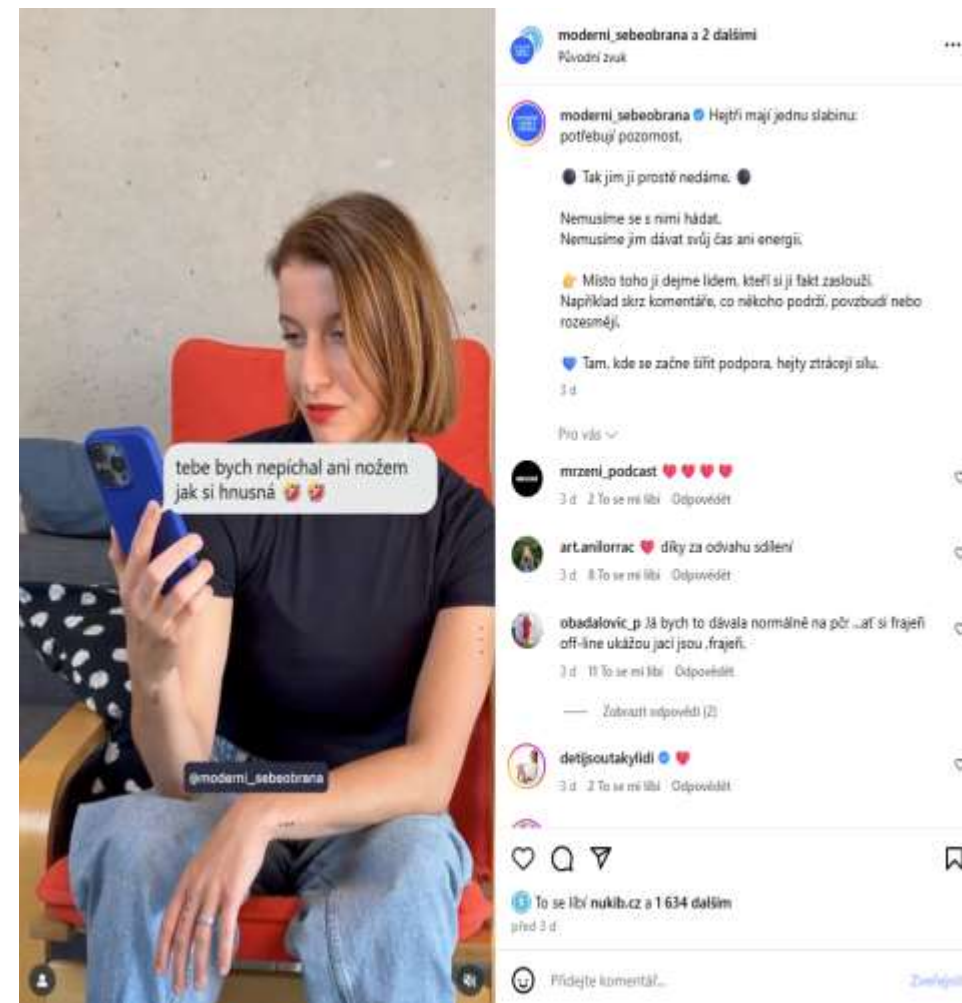 tebe bych nepíchal ani nožem
jak si hnusná 🤣 🤣
@moderni_sebeobrana
moderni_sebeobrana a 2 dalšími
Původní zvuk
moderni_sebeobrana Hejtři mají jednu slabinu:
potřebují pozornost.
🌒 Tak jim ji prostě nedáme. 🌒
Nemusíme se s nimi hádat.
Nemusíme jim dávat svůj čas ani energii.
👉 Místo toho ji dejme lidem, kteří si ji fakt zaslouží.
Například skrz komentáře, co někoho podrží, povzbudí nebo
rozesmějí.
💙 Tam, kde se začne šířit podpora, hejty ztrácejí sílu.
3 d
Pro vás
mrzeni_podcast ❤️ ❤️ ❤️ ❤️
3 d 2 To se mi líbí Odpovědět
art.anilorrac ❤️ díky za odvahu sdílení
3 d 8 To se mi líbí Odpovědět
obadalovic_p Já bych to dávala normálně na pčr ...ať si frajeři
off-line ukážou jací jsou .frajeři.
3 d 11 To se mi líbí Odpovědět
Zobrazit odpovědi (2)
detijsoutakylidi ❤️
3 d 2 To se mi líbí Odpovědět
To se líbí nukib.cz a 1 634 dalším
před 3 d
Přidejte komentář...